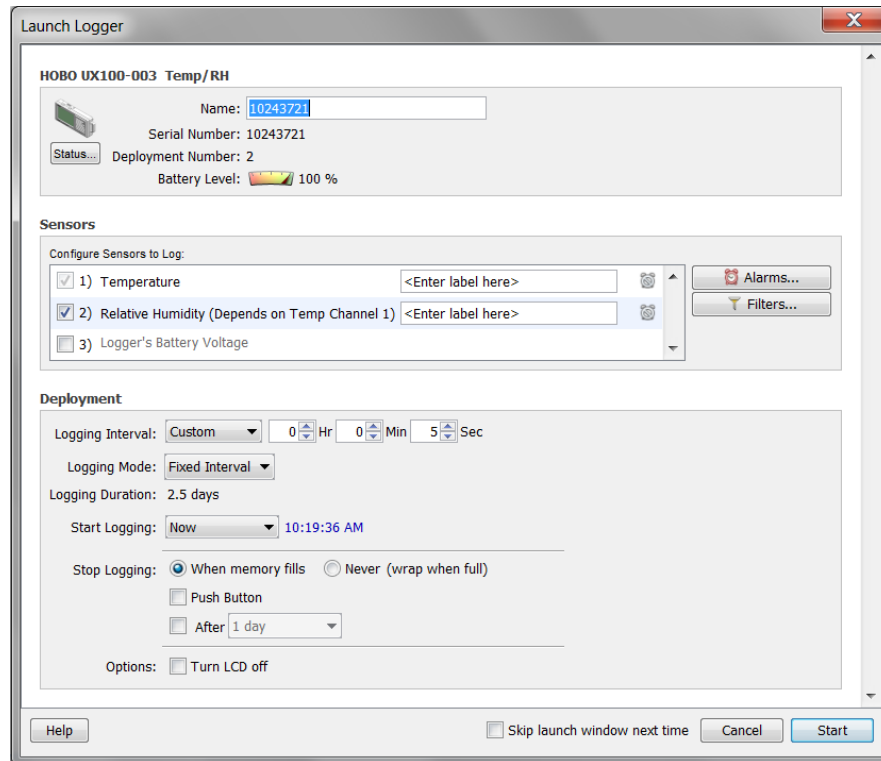 Launch Logger
HOBO UX100-003 Temp/RH
Name: 10243721
Serial Number: 10243721
Status... Deployment Number: 2
Battery Level: 100 %
Sensors
Configure Sensors to Log:
1) Temperature <Enter label here> Alarms...
2) Relative Humidity (Depends on Temp Channel 1) <Enter label here> Filters...
3) Logger's Battery Voltage
Deployment
Logging Interval: Custom 0 Hr 0 Min 5 Sec
Logging Mode: Fixed Interval
Logging Duration: 2.5 days
Start Logging: Now 10:19:36 AM
Stop Logging: When memory fills Never (wrap when full)
Push Button
After 1 day
Options: Turn LCD off
Help Skip launch window next time Cancel Start